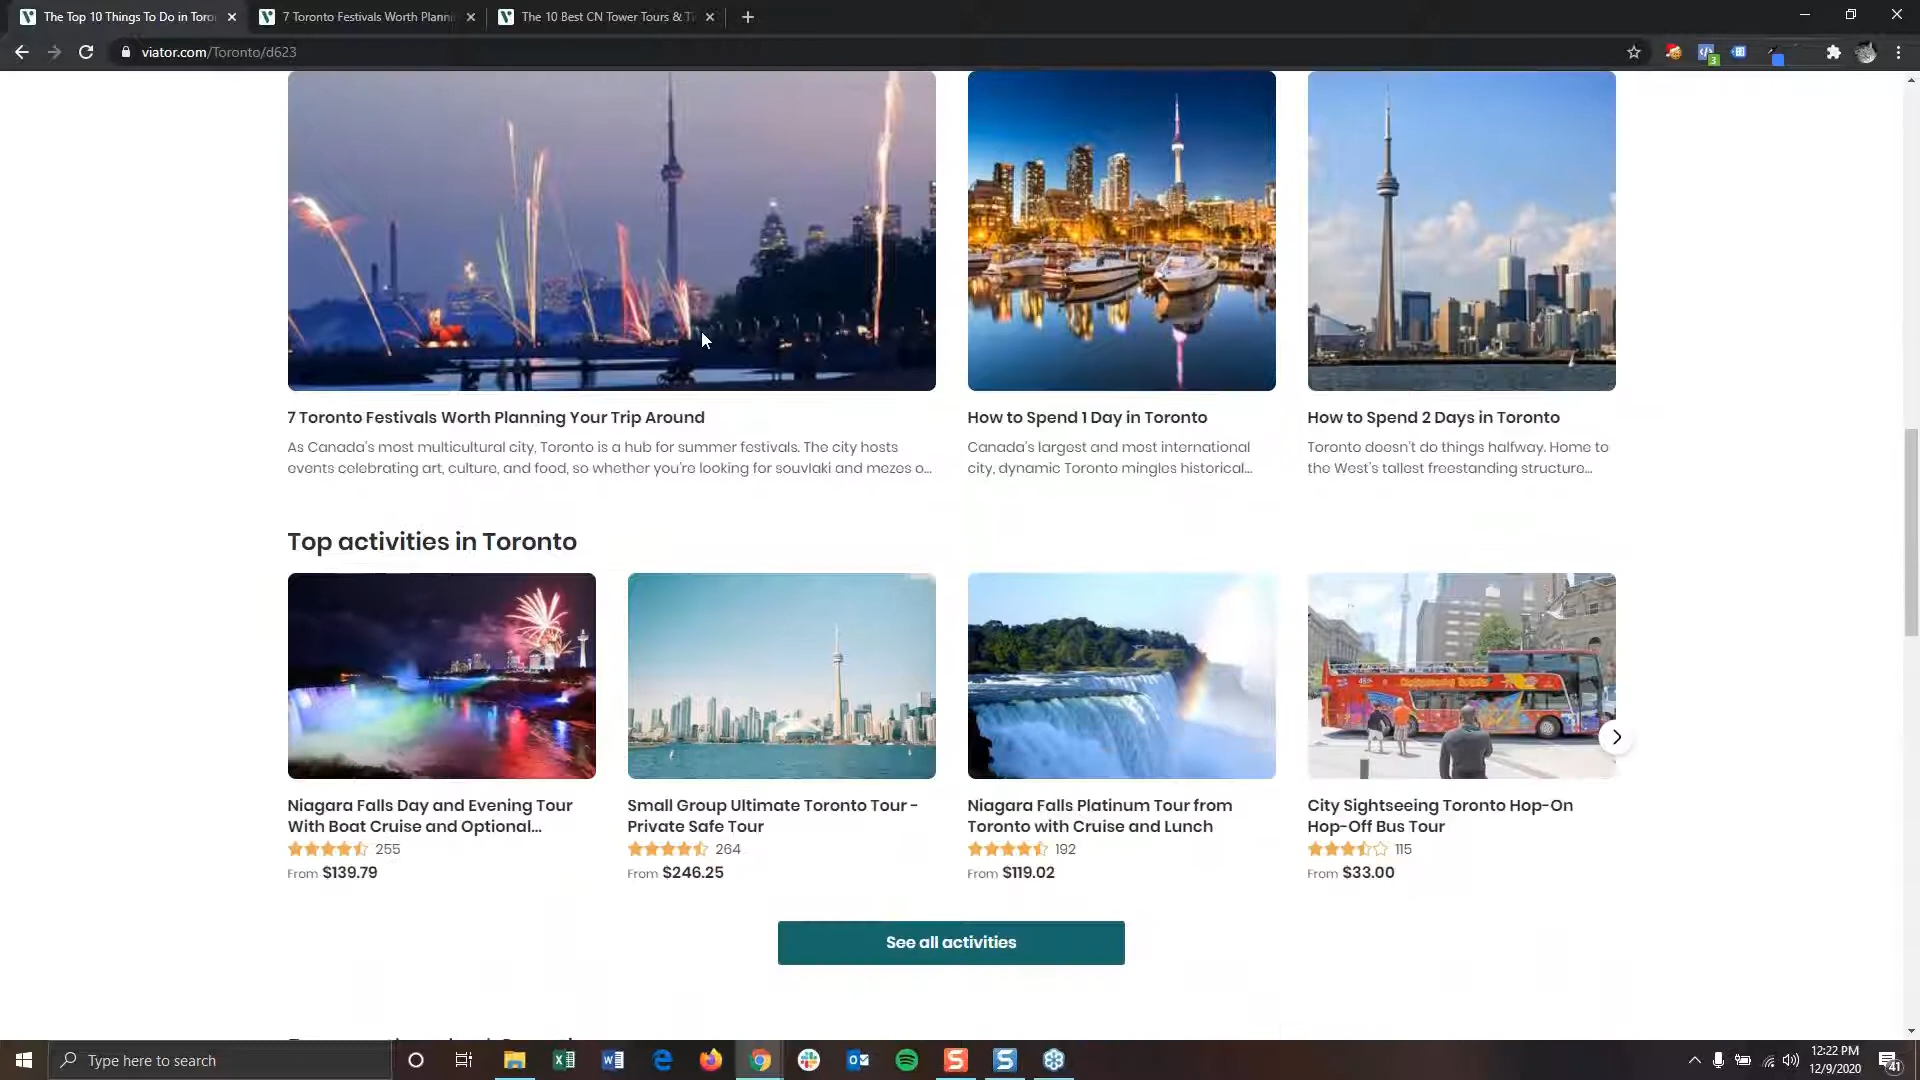 The Top 10 Things To Do in Toro
7 Toronto Festivals Worth Planni
The 10 Best CN Tower Tours & Ti
viator.com/Toronto/d623
3
7 Toronto Festivals Worth Planning Your Trip Around
As Canada's most multicultural city, Toronto is a hub for summer festivals. The city hosts
events celebrating art, culture, and food, so whether you're looking for souvlaki and mezes o...
How to Spend 1 Day in Toronto
Canada's largest and most international
city, dynamic Toronto mingles historical...
How to Spend 2 Days in Toronto
Toronto doesn't do things halfway. Home to
the West's tallest freestanding structure...
Top activities in Toronto
Niagara Falls Day and Evening Tour
With Boat Cruise and Optional...
255
From $139.79
Small Group Ultimate Toronto Tour -
Private Safe Tour
264
From $246.25
Niagara Falls Platinum Tour from
Toronto with Cruise and Lunch
192
From $119.02
City Sightseeing Toronto Hop-On
Hop-Off Bus Tour
115
From $33.00
See all activities
Type here to search
12:22 PM
12/9/2020
41